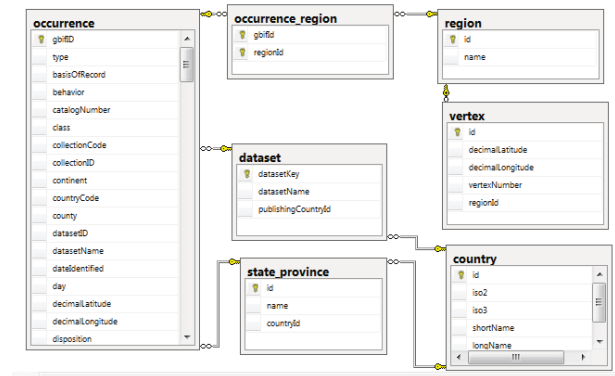 occurrence
gbifID
type
basisOfRecord
behavior
catalogNumber
class
collectionCode
collectionID
continent
countryCode
county
datasetID
datasetName
dateIdentified
day
decimalLatitude
decimalLongitude
disposition
occurrence_region
gbifId
regionId
region
id
name
vertex
id
decimalLatitude
decimalLongitude
vertexNumber
regionId
dataset
datasetKey
datasetName
publishingCountryId
state_province
id
name
countryId
country
id
iso2
iso3
shortName
longName